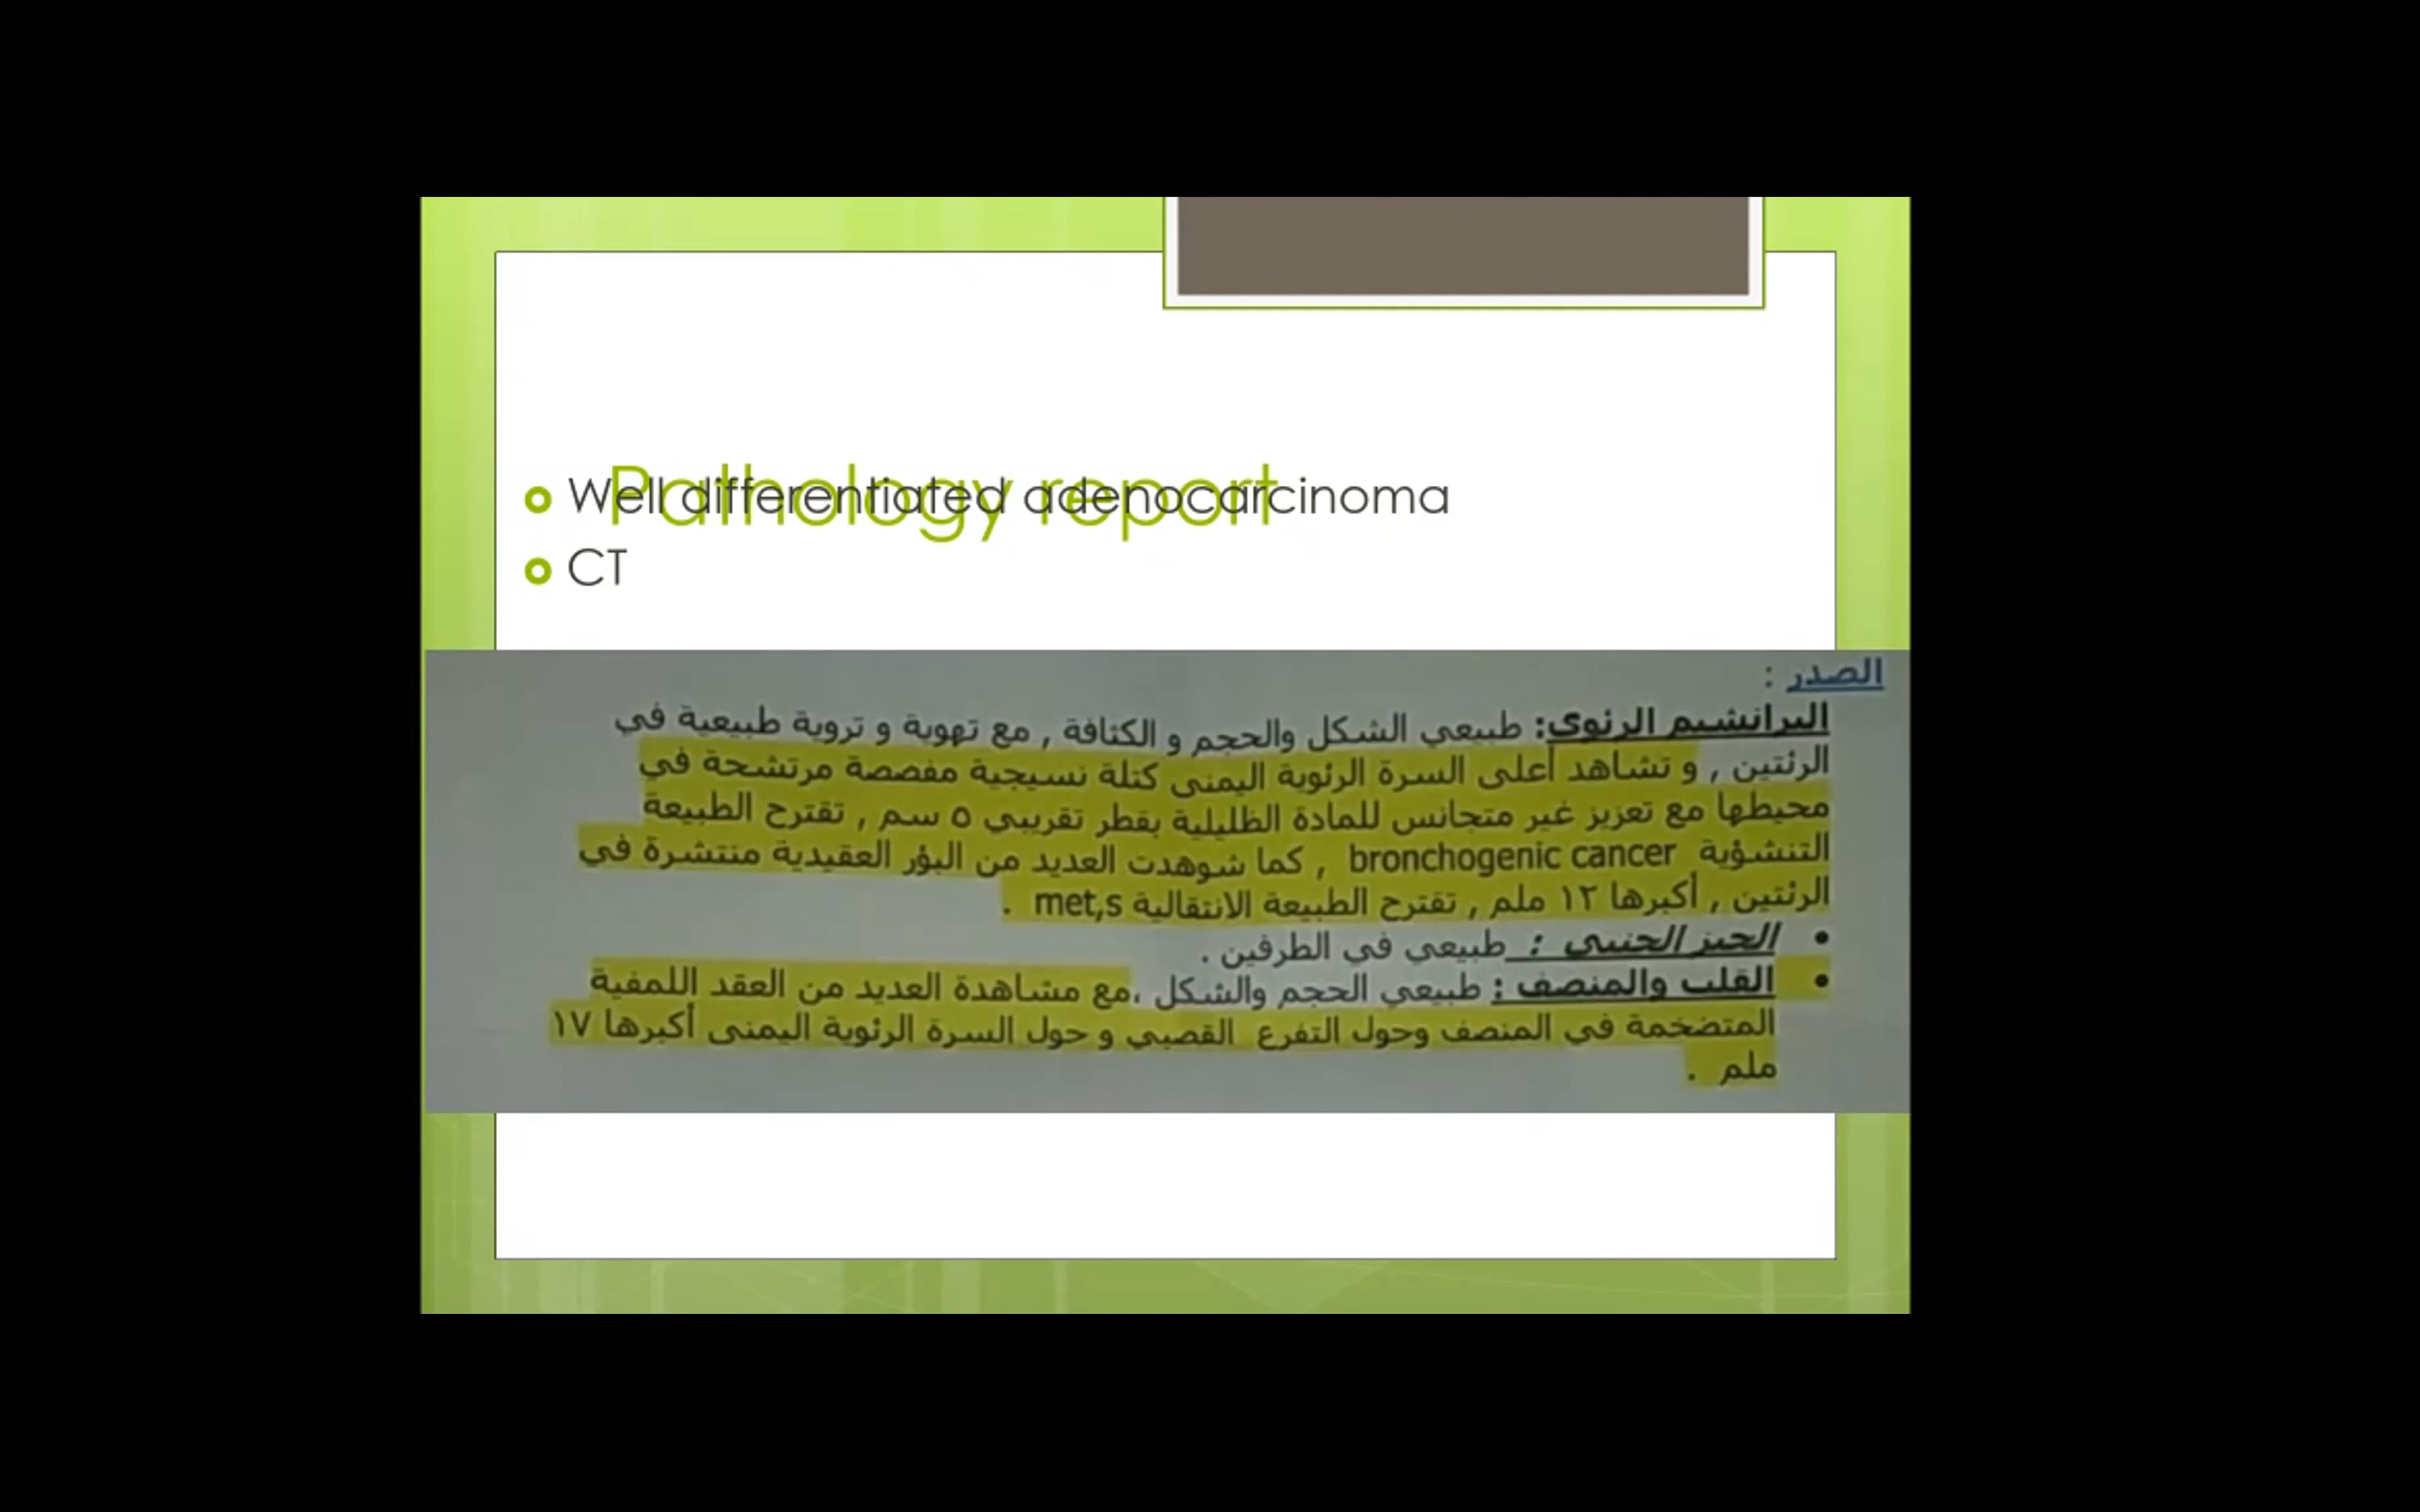 Pathology report
Well differentiated adenocarcinoma
CT
الصدر :
البرانشيم الرئوي: طبيعي الشكل والحجم و الكثافة , مع تهوية و تروية طبيعية في
الرئتين , و تشاهد أعلى السرة الرئوية اليمنى كتلة نسيجية مفصصة مرتشحة في
محيطها مع تعزيز غير متجانس للمادة الظليلية بقطر تقريبي ٥ سم , تقترح الطبيعة
التنشؤية bronchogenic cancer , كما شوهدت العديد من البؤر العقيدية منتشرة في
الرئتين , أكبرها ١٢ ملم , تقترح الطبيعة الانتقالية met,s .
• الحيز الجنبي : طبيعي في الطرفين .
• القلب والمنصف : طبيعي الحجم والشكل ،مع مشاهدة العديد من العقد اللمفية
المتضخمة في المنصف وحول التفرع القصبي و حول السرة الرئوية اليمنى أكبرها ١٧
ملم .